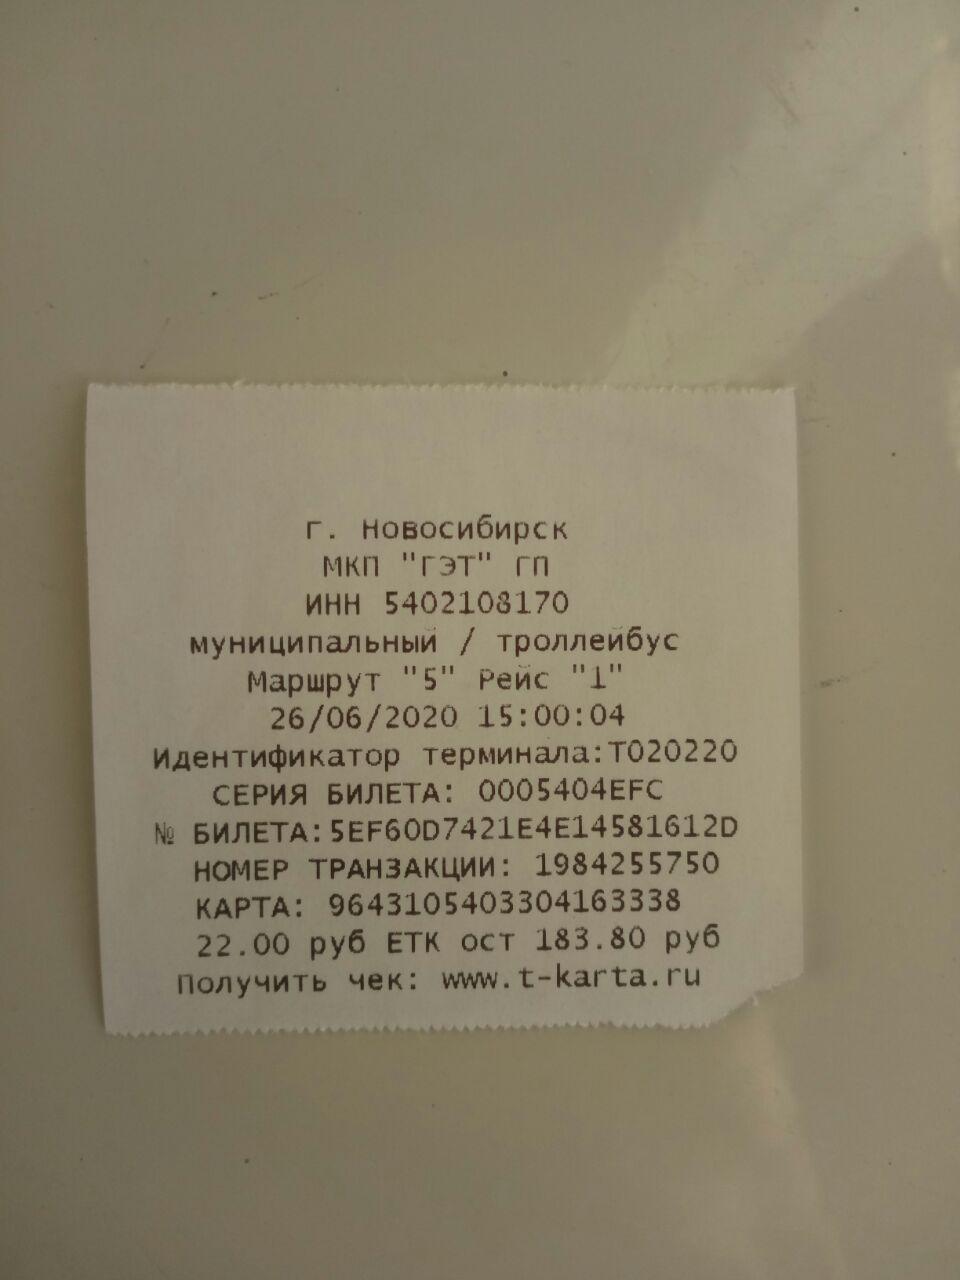 г. Новосибирск
МКП "ГЭТ" ГП
ИНН 5402108170
муниципальный / троллейбус
Маршрут "5" Рейс "1"
26/06/2020 15:00:04
Идентификатор терминала:Т020220
СЕРИЯ БИЛЕТА: 0005404EFC
№ БИЛЕТА:5EF60D7421E4E14581612D
НОМЕР ТРАНЗАКЦИИ: 1984255750
КАРТА: 9643105403304163338
22.00 руб ЕТК ост 183.80 руб
Получить чек: www.t-karta.ru